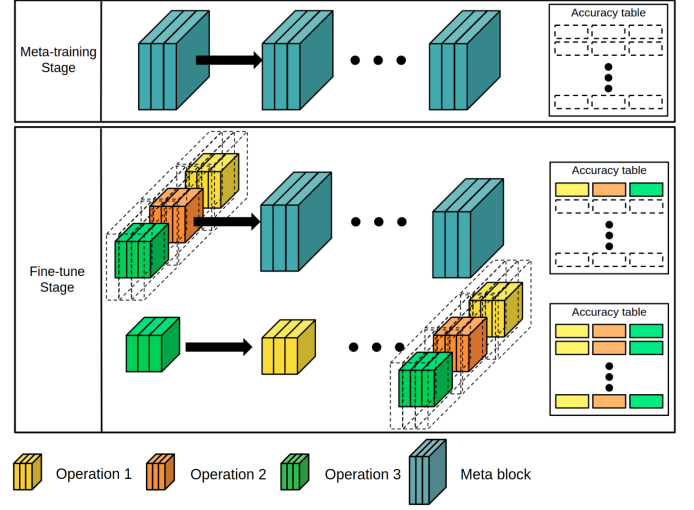 Meta-training
Stage
Accuracy table
Fine-tune
Stage
Accuracy table
Accuracy table
Operation 1
Operation 2
Operation 3
Meta block